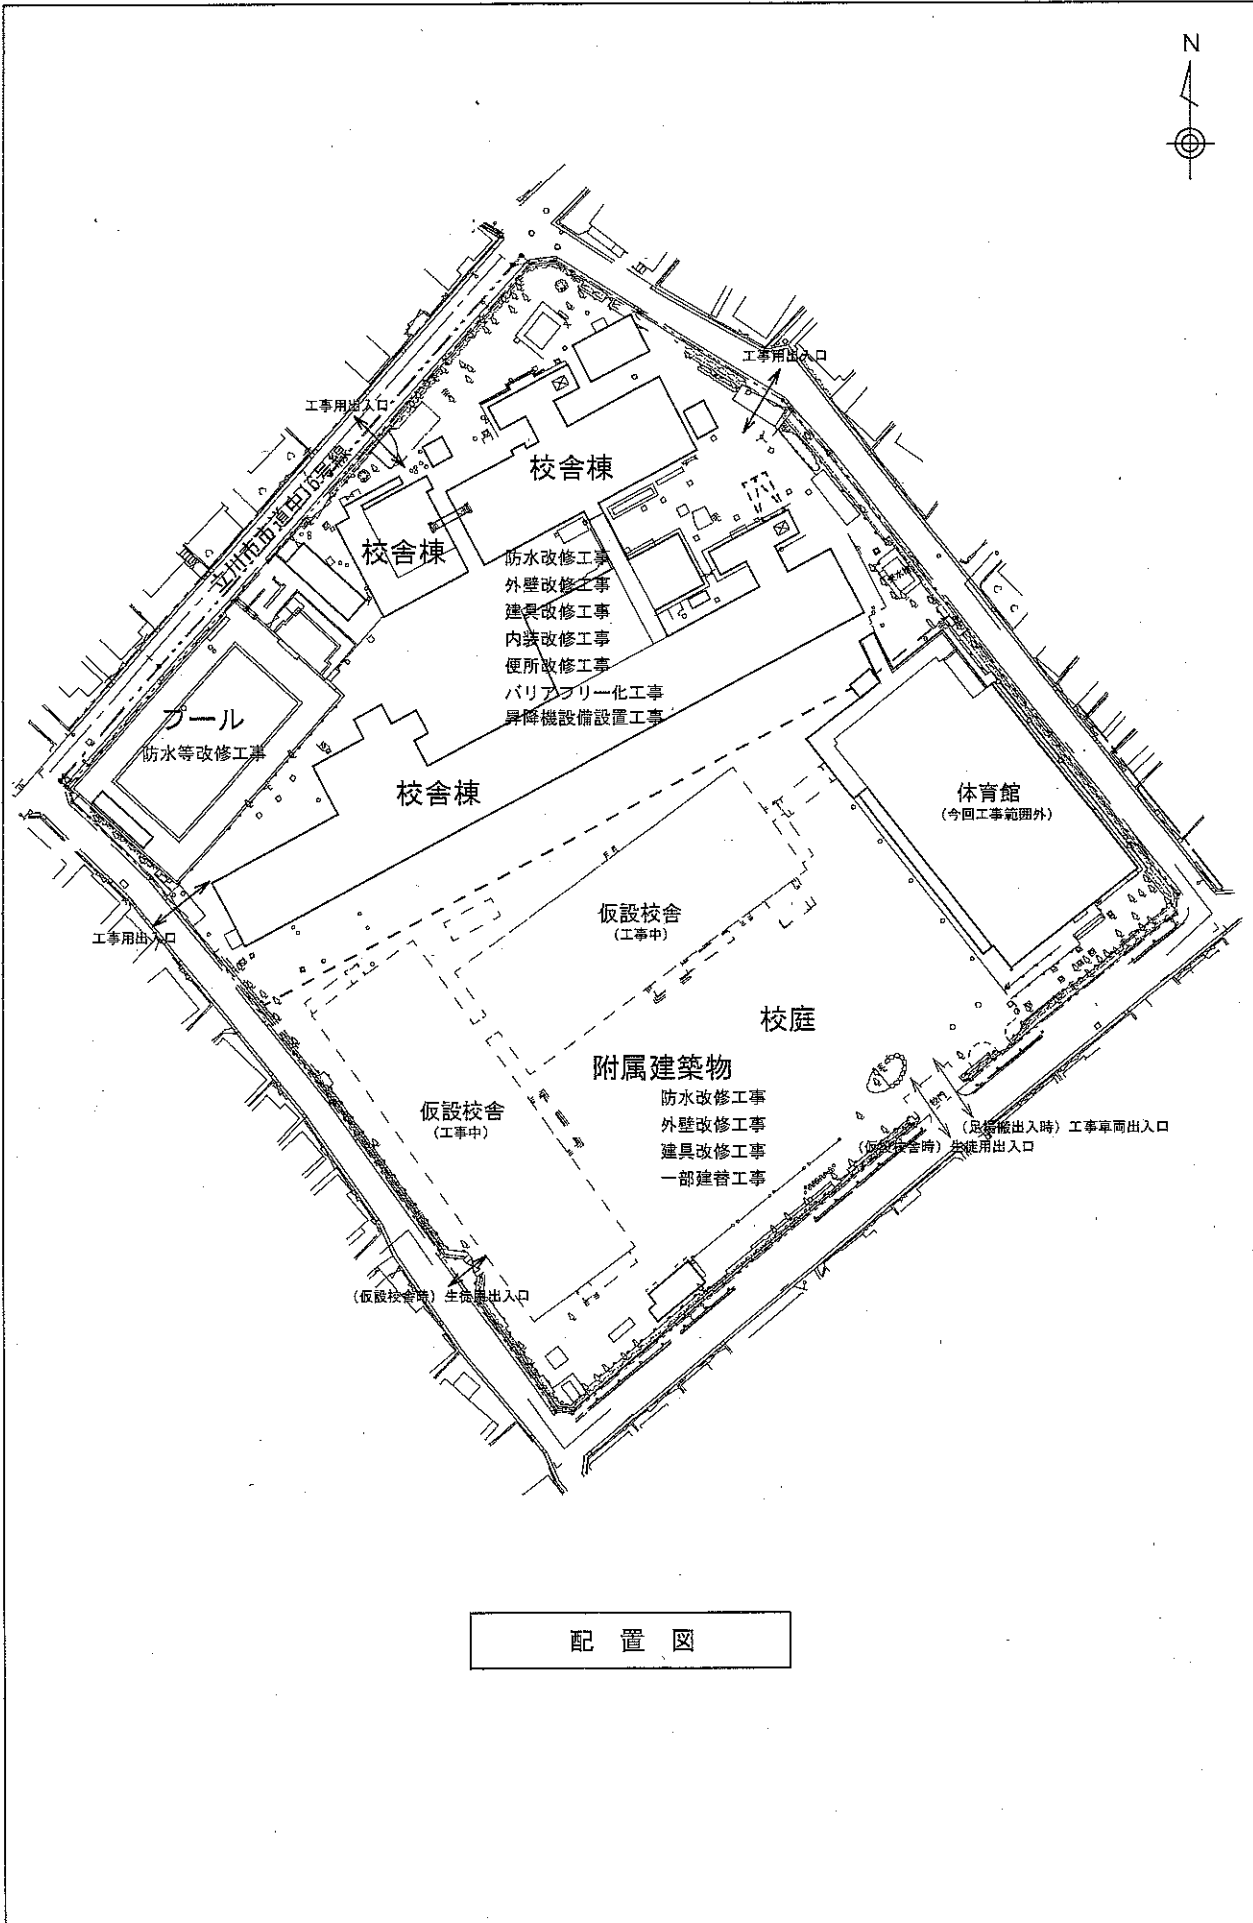 N
工事用出入口
工事用出入口
立川市市道中16号線
校舎棟
校舎棟
防水改修工事
外壁改修工事
建具改修工事
内装改修工事
便所改修工事
バリアフリー化工事
昇降機設備設置工事
プール
防水等改修工事
校舎棟
体育館
(今回工事範囲外)
工事用出入口
仮設校舎
(工事中)
校庭
附属建築物
防水改修工事
外壁改修工事
建具改修工事
一部建替工事
仮設校舎
(工事中)
(足場搬出入時) 工事車両出入口
(仮設校舎時) 生徒用出入口
(仮設校舎時) 生徒用出入口
配置図